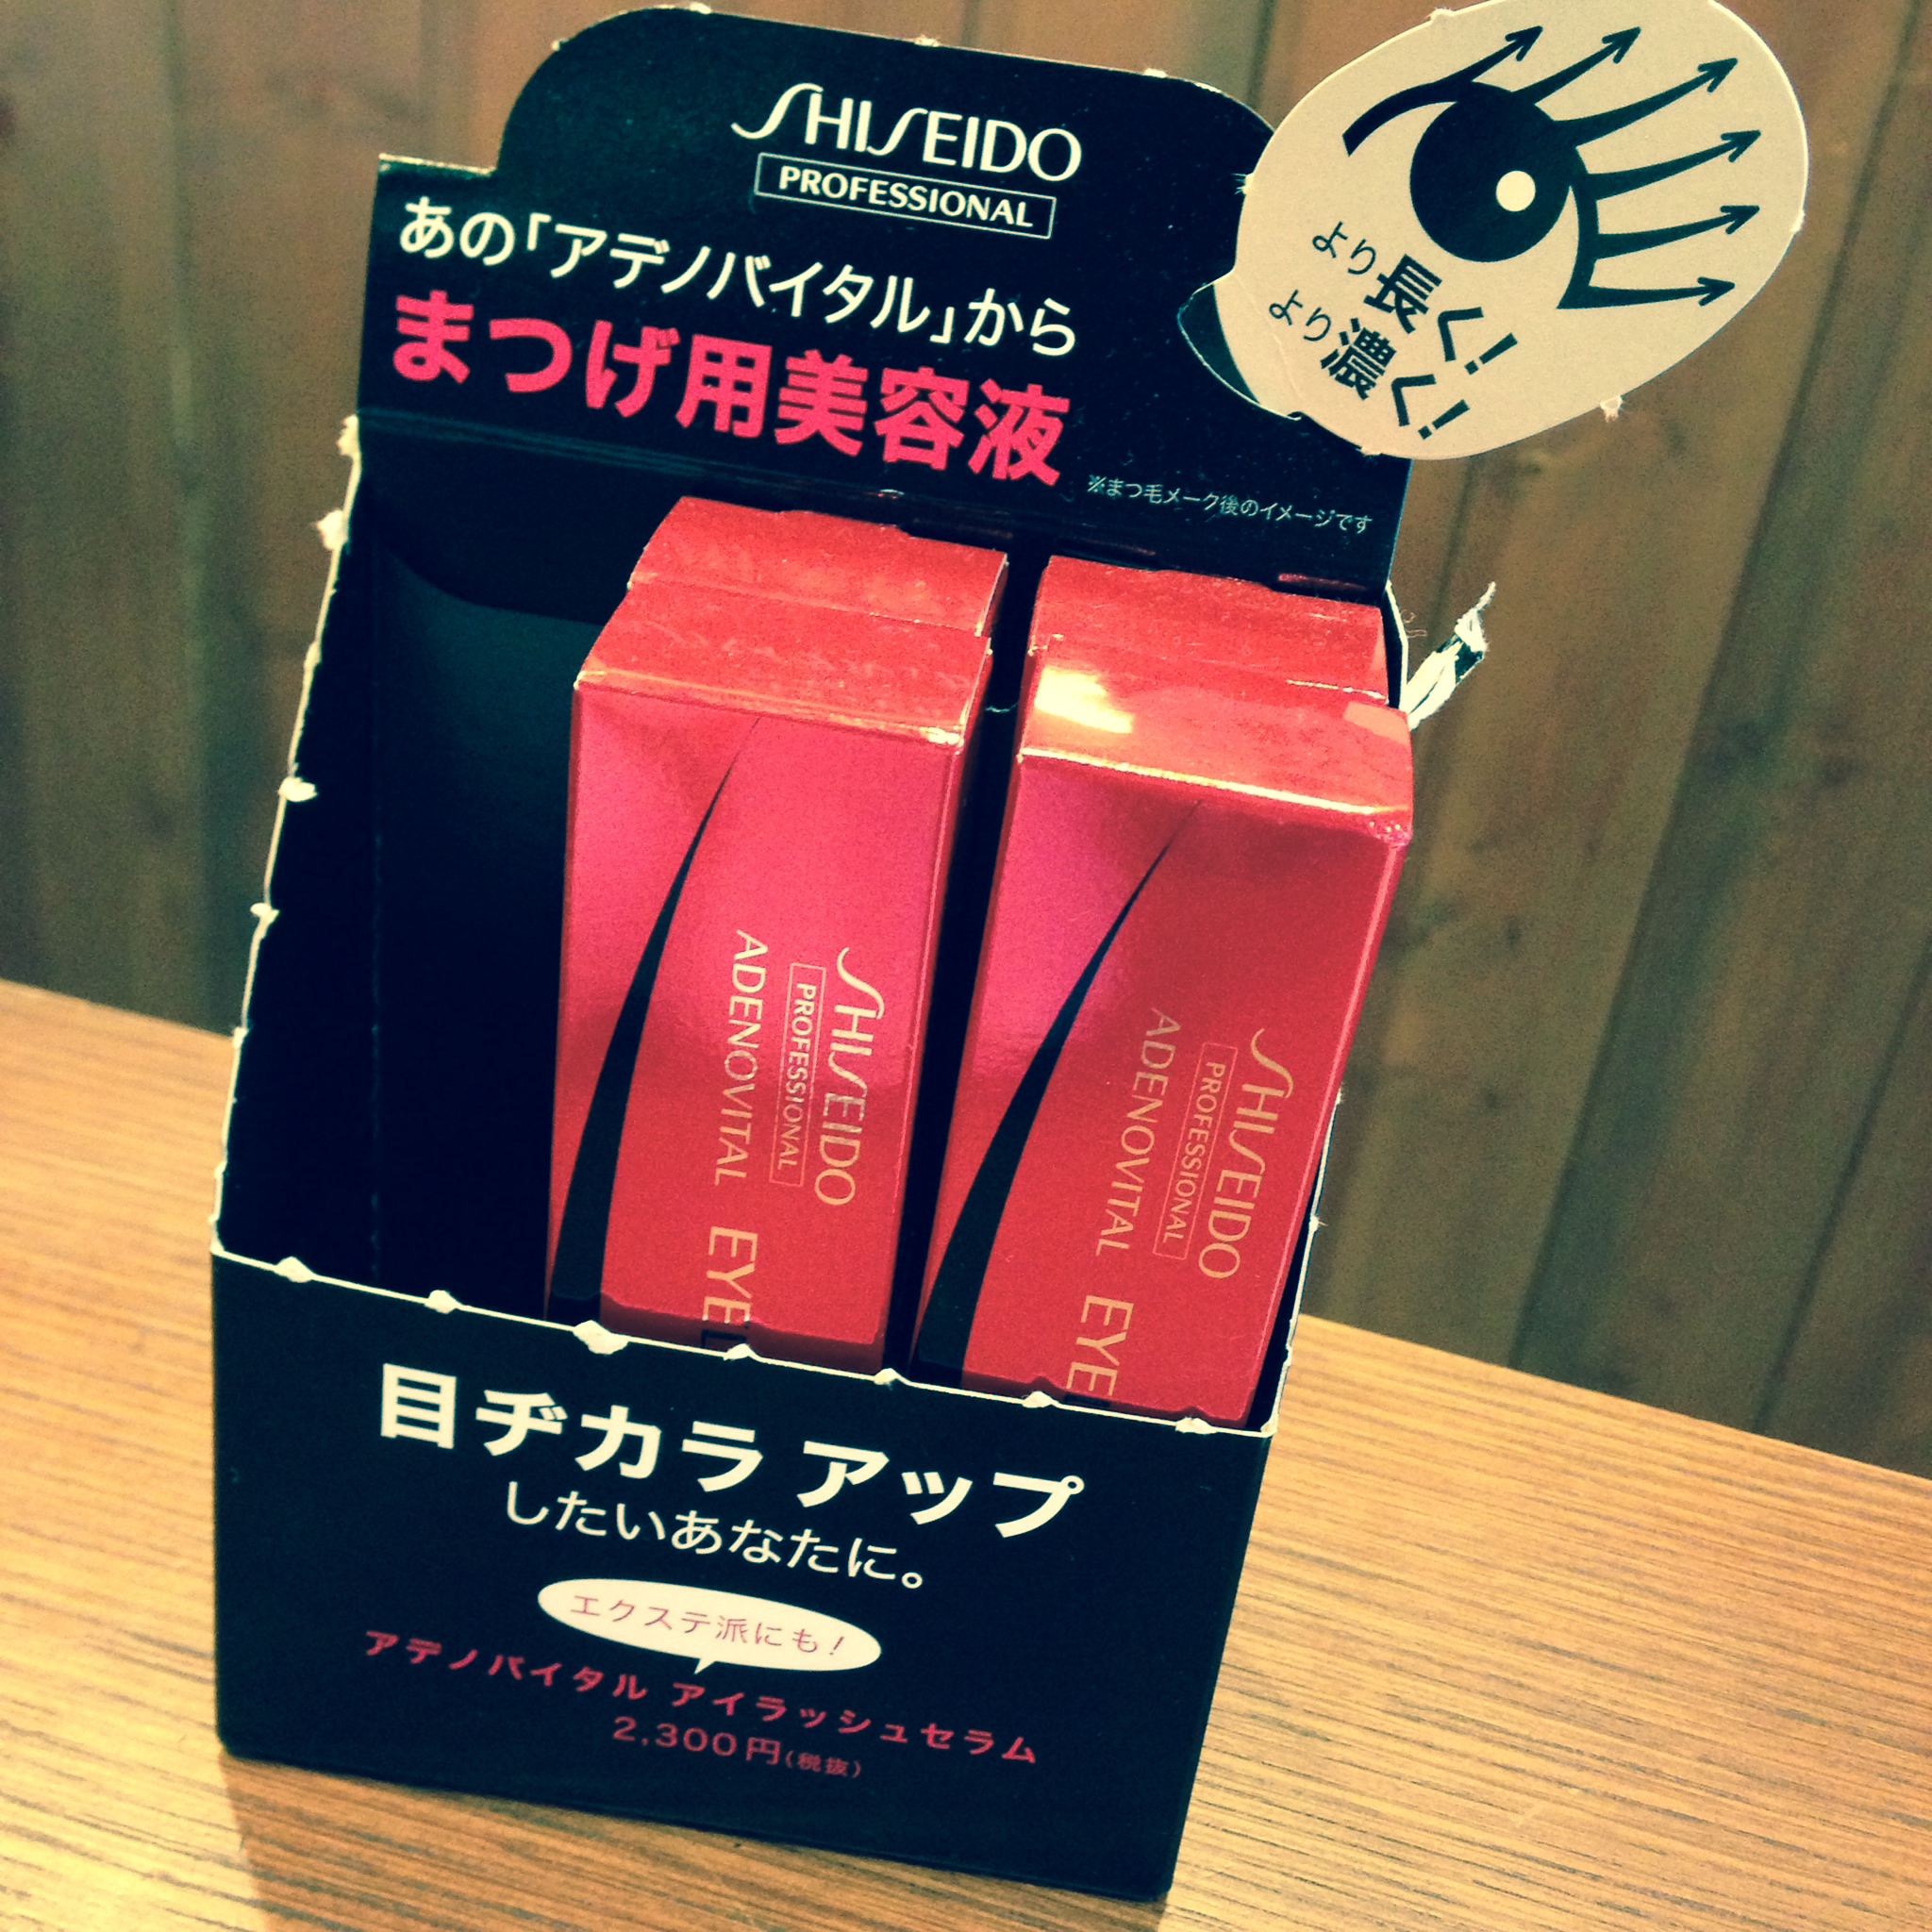 SHISEIDO
PROFESSIONAL
あの「アデノバイタル」から
まつげ用美容液
※まつ毛メーク後のイメージです
より長く!
より濃く!
SHISEIDO
PROFESSIONAL
ADENOVITAL
EYEL
SHISEIDO
PROFESSIONAL
ADENOVITAL
EYE
目ヂカラ アップ
したいあなたに。
エクステ派にも!
アデノバイタル アイラッシュセラム
2,300円(税抜)